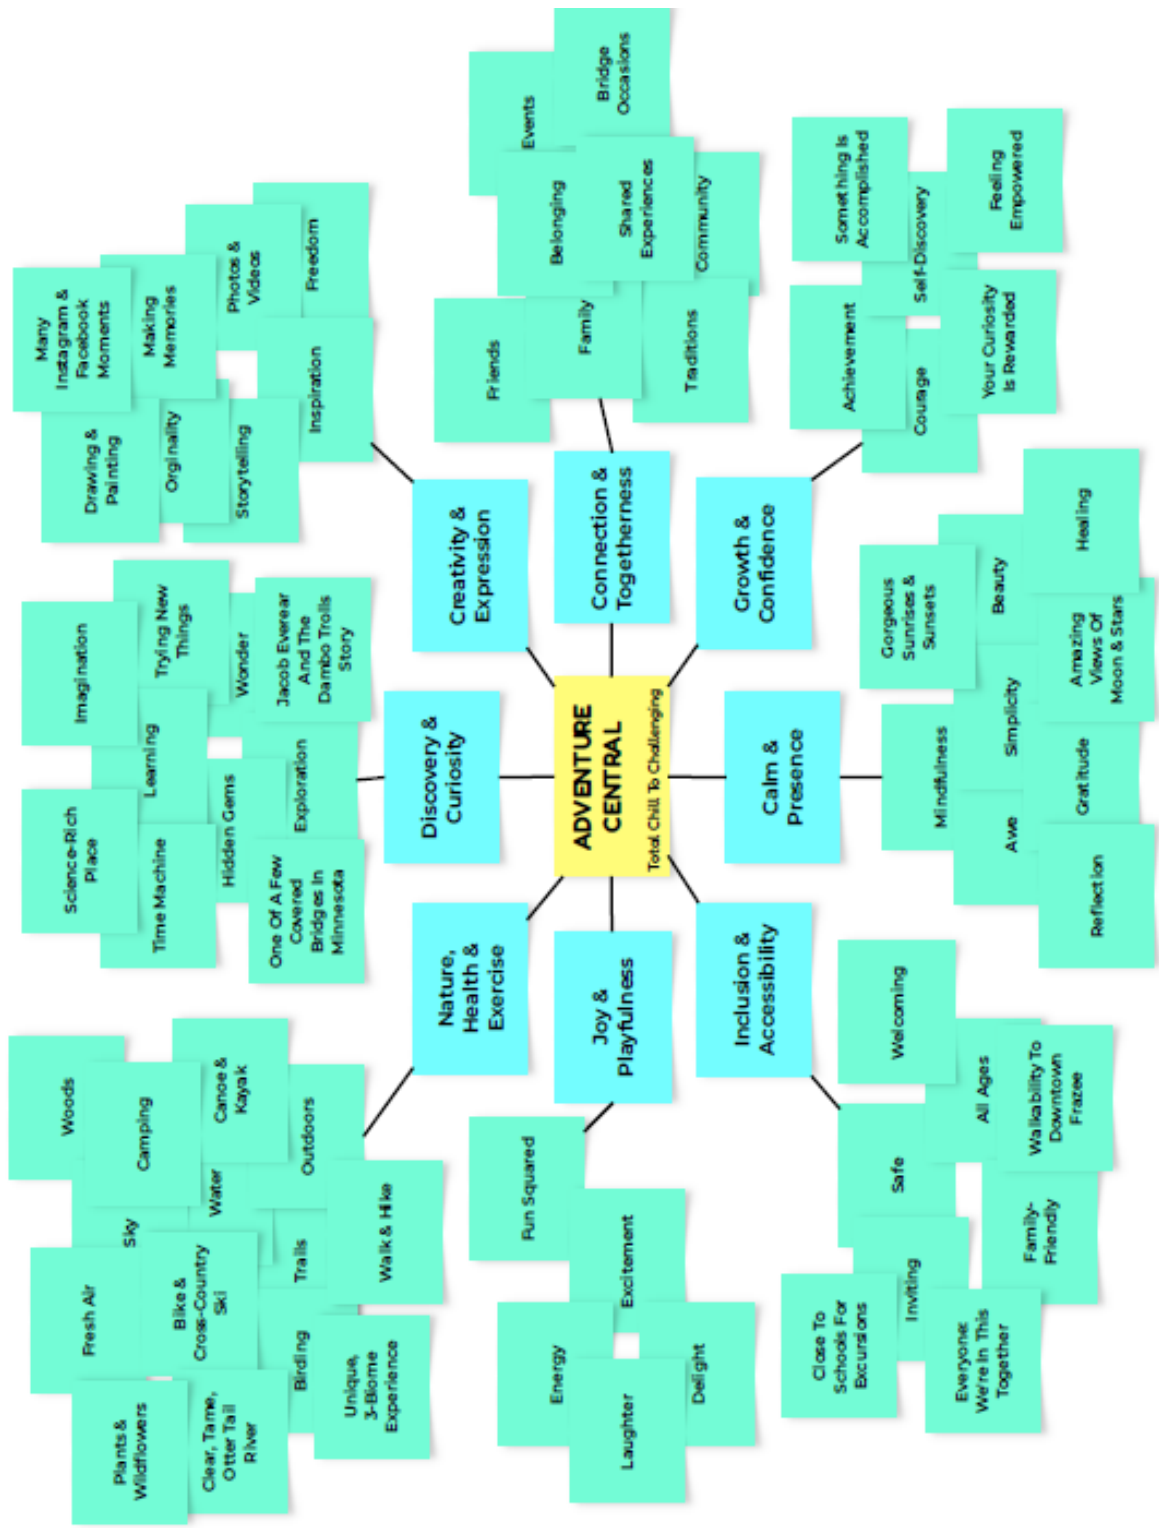 ADVENTURE
CENTRAL
Total Chill To Challenging
Nature,
Health &
Exercise
Woods
Camping
Canoe &
Kayak
Outdoors
Sky
Water
Fresh Air
Bike &
Cross-Country
Ski
Trails
Walk & Hike
Plants &
Wildflowers
Clear, Tame,
Otter Tail
River
Birding
Unique,
3-Biome
Experience
Discovery &
Curiosity
Science-Rich
Place
Imagination
Time Machine
Learning
Trying New
Things
Hidden Gems
Wonder
One Of A Few
Covered
Bridges In
Minnesota
Exploration
Jacob Everear
And The
Dambo Trolls
Story
Creativity &
Expression
Many
Instagram &
Facebook
Moments
Drawing &
Painting
Orginality
Making
Memories
Storytelling
Photos &
Videos
Inspiration
Freedom
Connection &
Togetherness
Friends
Events
Family
Belonging
Bridge
Occasions
Shared
Experiences
Traditions
Community
Growth &
Confidence
Achievement
Something Is
Accomplished
Courage
Self-Discovery
Your Curiosity
Is Rewarded
Feeling
Empowered
Calm &
Presence
Mindfulness
Gorgeous
Sunrises &
Sunsets
Awe
Simplicity
Beauty
Reflection
Gratitude
Amazing
Views Of
Moon & Stars
Healing
Inclusion &
Accessibility
Welcoming
Safe
All Ages
Walkability To
Downtown
Frazee
Close To
Schools For
Excursions
Inviting
Family-
Friendly
Everyone:
We're In This
Together
Joy &
Playfulness
Fun Squared
Excitement
Energy
Laughter
Delight